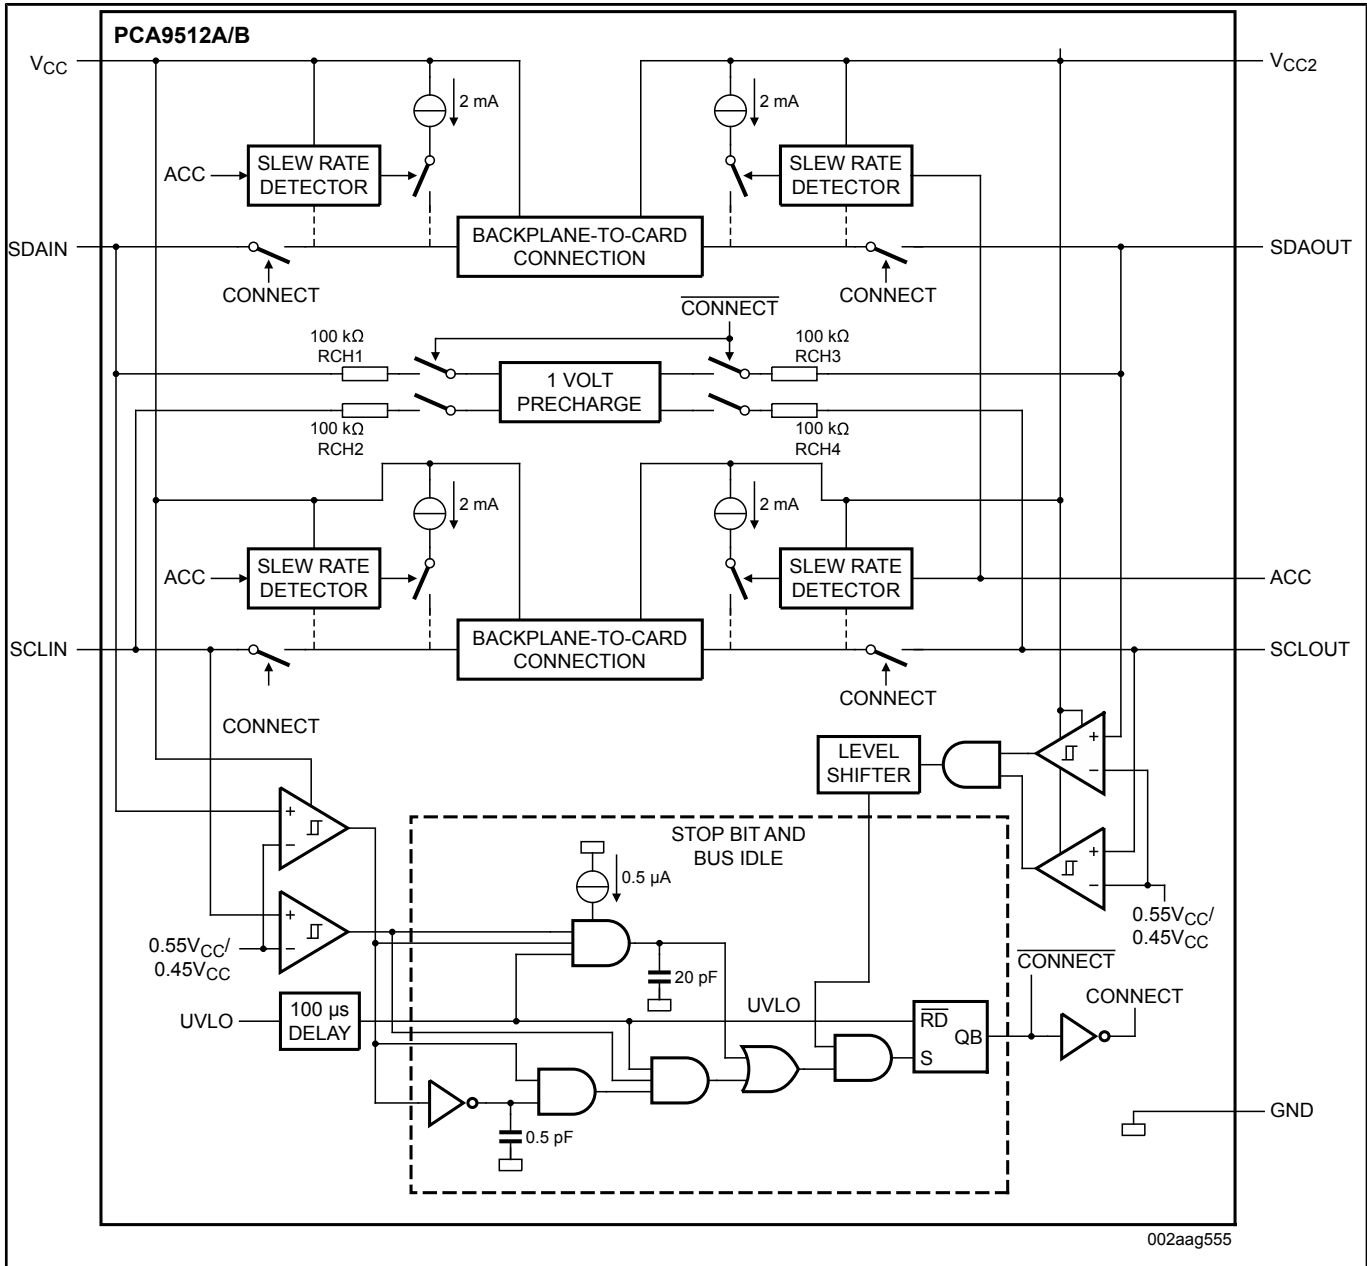 PCA9512A/B
VCC
VCC2
2 mA
2 mA
ACC
SLEW RATE
DETECTOR
SLEW RATE
DETECTOR
SDAIN
BACKPLANE-TO-CARD
CONNECTION
SDAOUT
CONNECT
CONNECT
CONNECT
100 kΩ
RCH1
100 kΩ
RCH3
1 VOLT
PRECHARGE
100 kΩ
RCH2
100 kΩ
RCH4
2 mA
2 mA
ACC
SLEW RATE
DETECTOR
SLEW RATE
DETECTOR
ACC
SCLIN
BACKPLANE-TO-CARD
CONNECTION
SCLOUT
CONNECT
CONNECT
LEVEL
SHIFTER
+
−
+
−
STOP BIT AND
BUS IDLE
0.5 µA
+
−
+
−
0.55VCC/
0.45VCC
0.55VCC/
0.45VCC
20 pF
CONNECT
CONNECT
UVLO
100 µs
DELAY
UVLO
RD
QB
S
0.5 pF
GND
002aag555